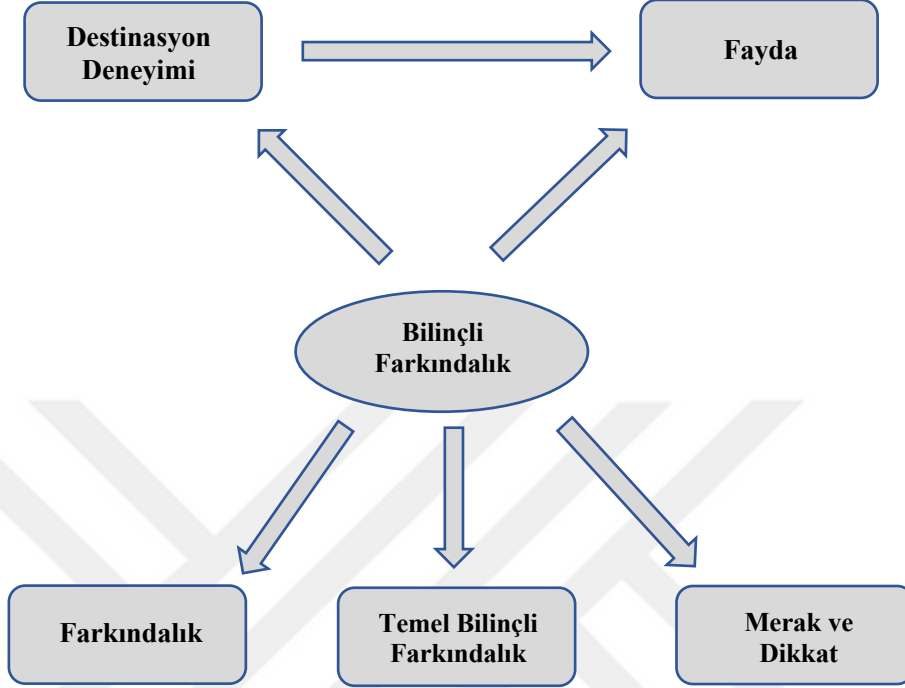 Destinasyon
Deneyimi
Fayda
Bilinçli
Farkındalık
Farkındalık
Temel Bilinçli
Farkındalık
Merak ve
Dikkat